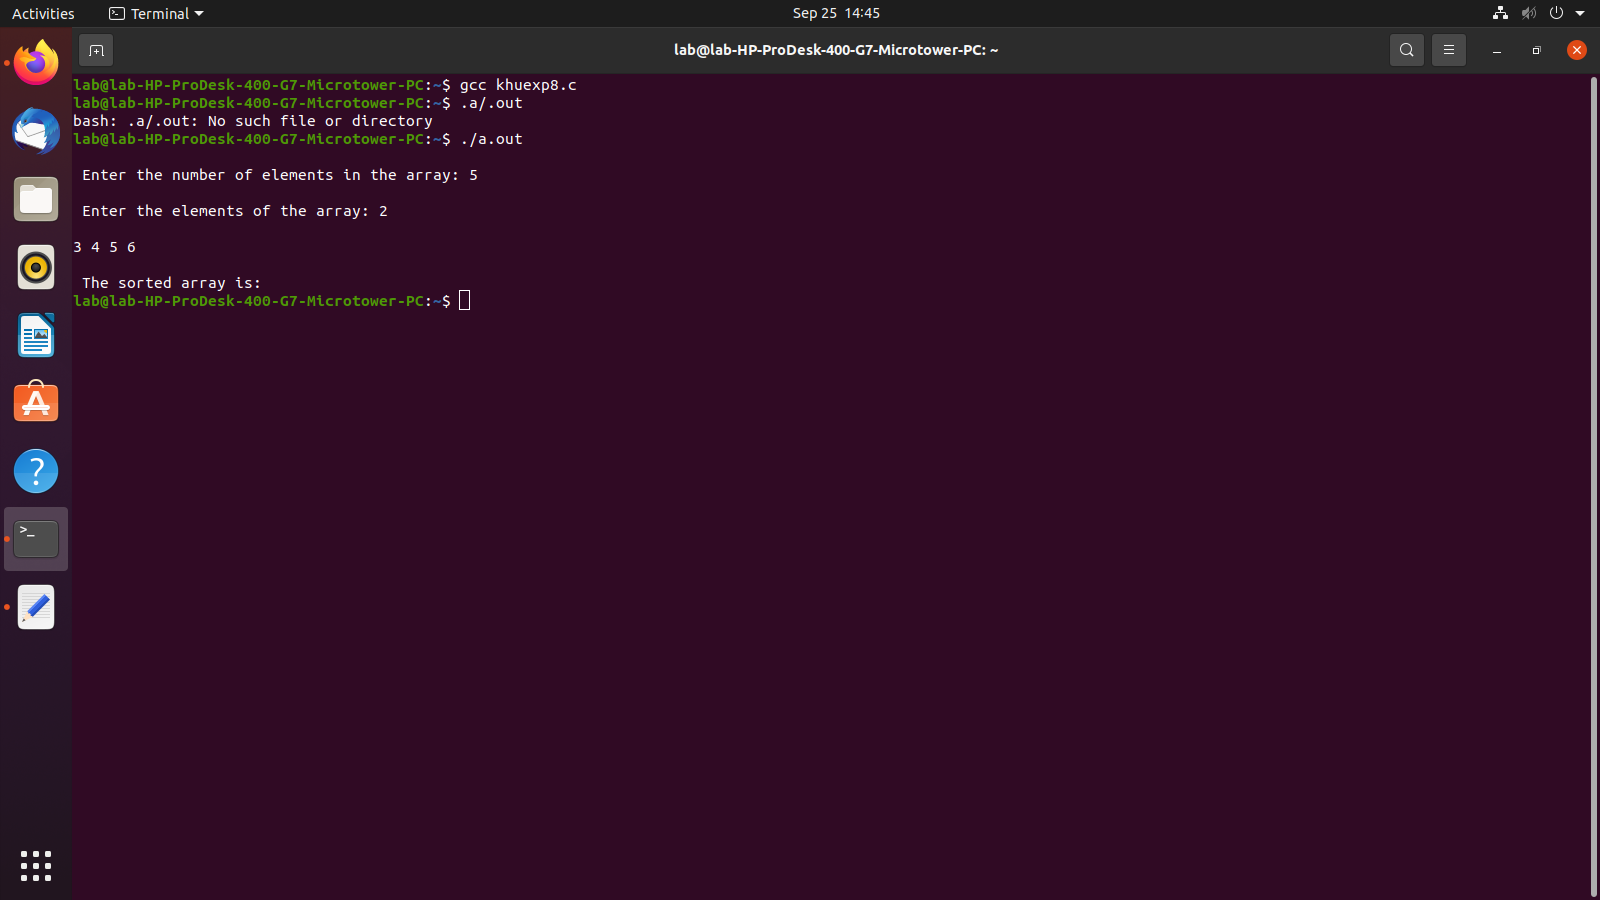 Activities
Terminal
Sep 25 14:45
lab@lab-HP-ProDesk-400-G7-Microtower-PC: ~
lab@lab-HP-ProDesk-400-G7-Microtower-PC:~$ gcc khuexp8.c
lab@lab-HP-ProDesk-400-G7-Microtower-PC:~$ .a/.out
bash: .a/.out: No such file or directory
lab@lab-HP-ProDesk-400-G7-Microtower-PC:~$ ./a.out
Enter the number of elements in the array: 5
Enter the elements of the array: 2
3 4 5 6
The sorted array is:
lab@lab-HP-ProDesk-400-G7-Microtower-PC:~$